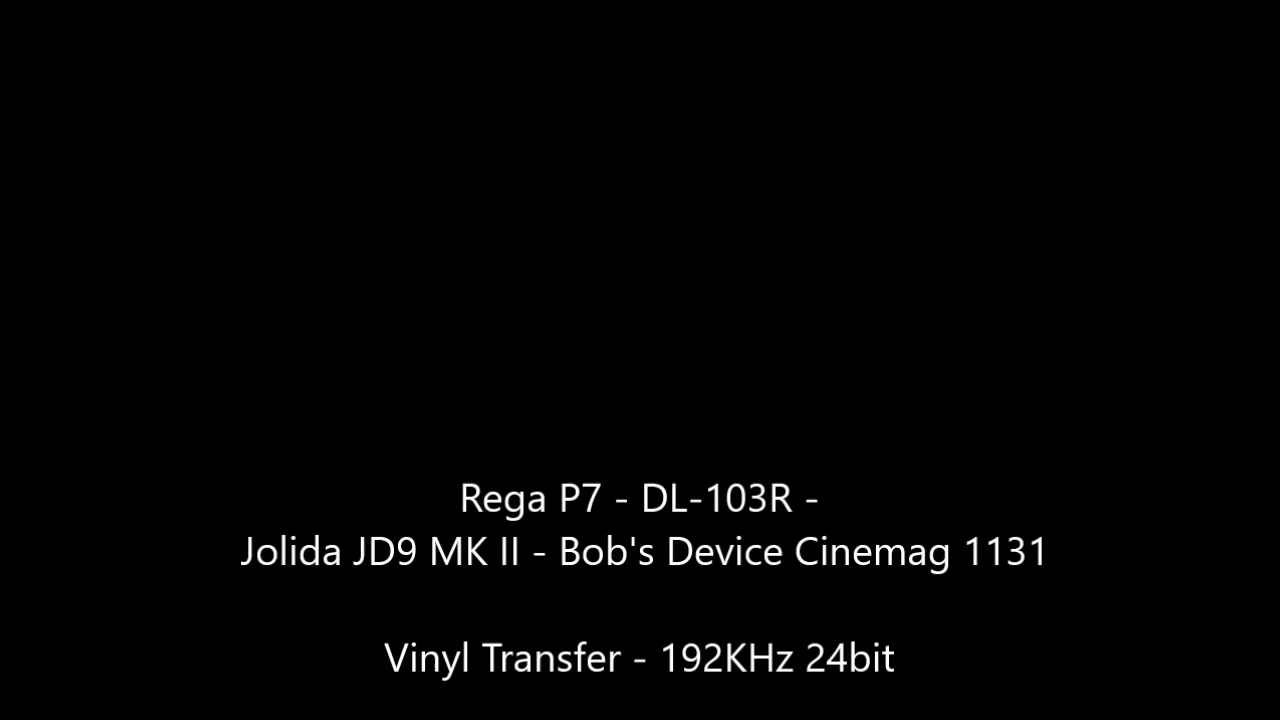 Rega P7 - DL-103R -
Jolida JD9 MK II - Bob's Device Cinemag 1131
Vinyl Transfer - 192KHz 24bit